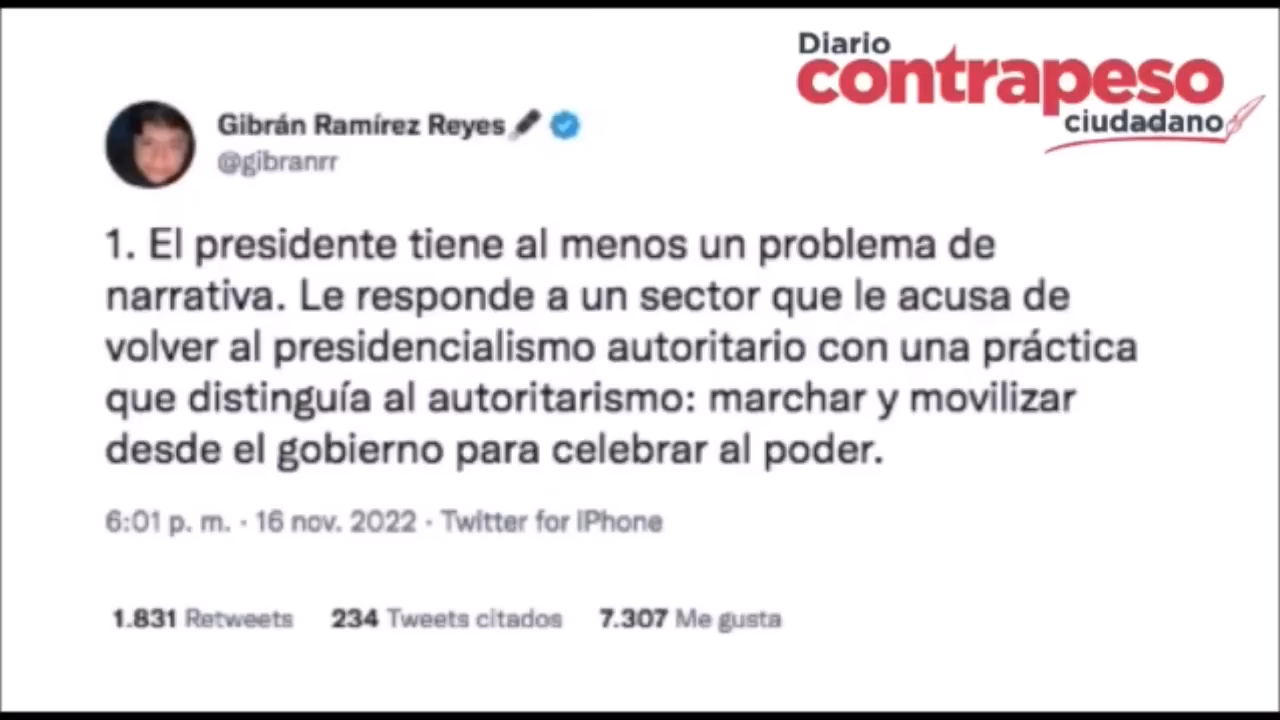 Diario
contrapeso
ciudadano
Gibrán Ramírez Reyes
@gibranrr
1. El presidente tiene al menos un problema de
narrativa. Le responde a un sector que le acusa de
volver al presidencialismo autoritario con una práctica
que distinguía al autoritarismo: marchar y movilizar
desde el gobierno para celebrar al poder.
6:01 p. m. · 16 nov. 2022 · Twitter for iPhone
1.831 Retweets 234 Tweets citados 7.307 Me gusta